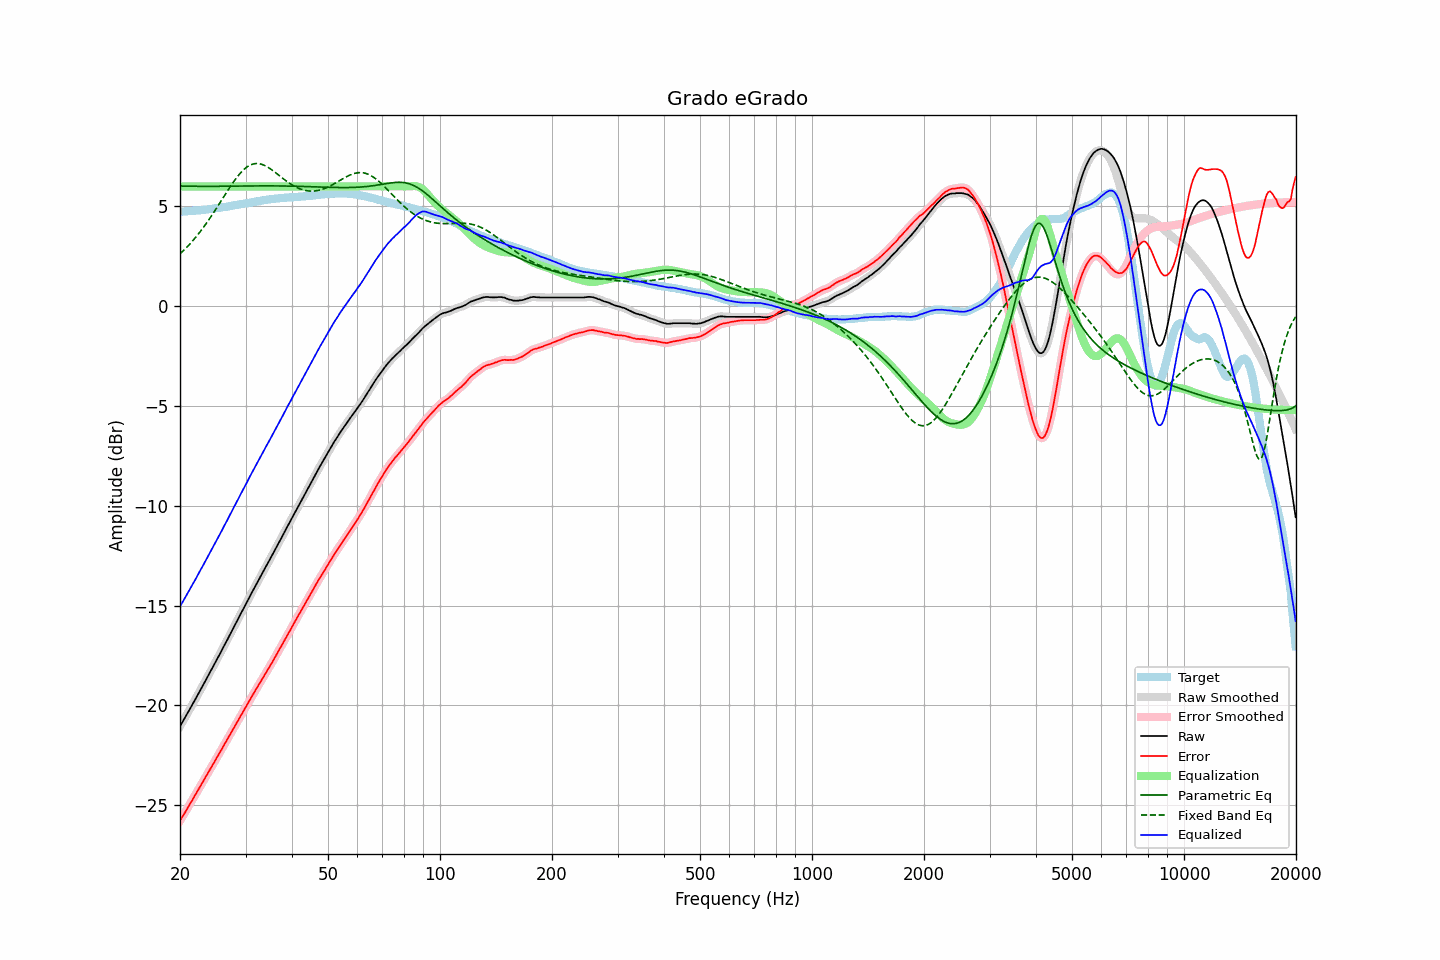 Grado eGrado
Amplitude (dBr)
5
0
−5
−10
−15
−20
−25
20
50
100
200
500
1000
2000
5000
10000
20000
Frequency (Hz)
Target
Raw Smoothed
Error Smoothed
Raw
Error
Equalization
Parametric Eq
Fixed Band Eq
Equalized